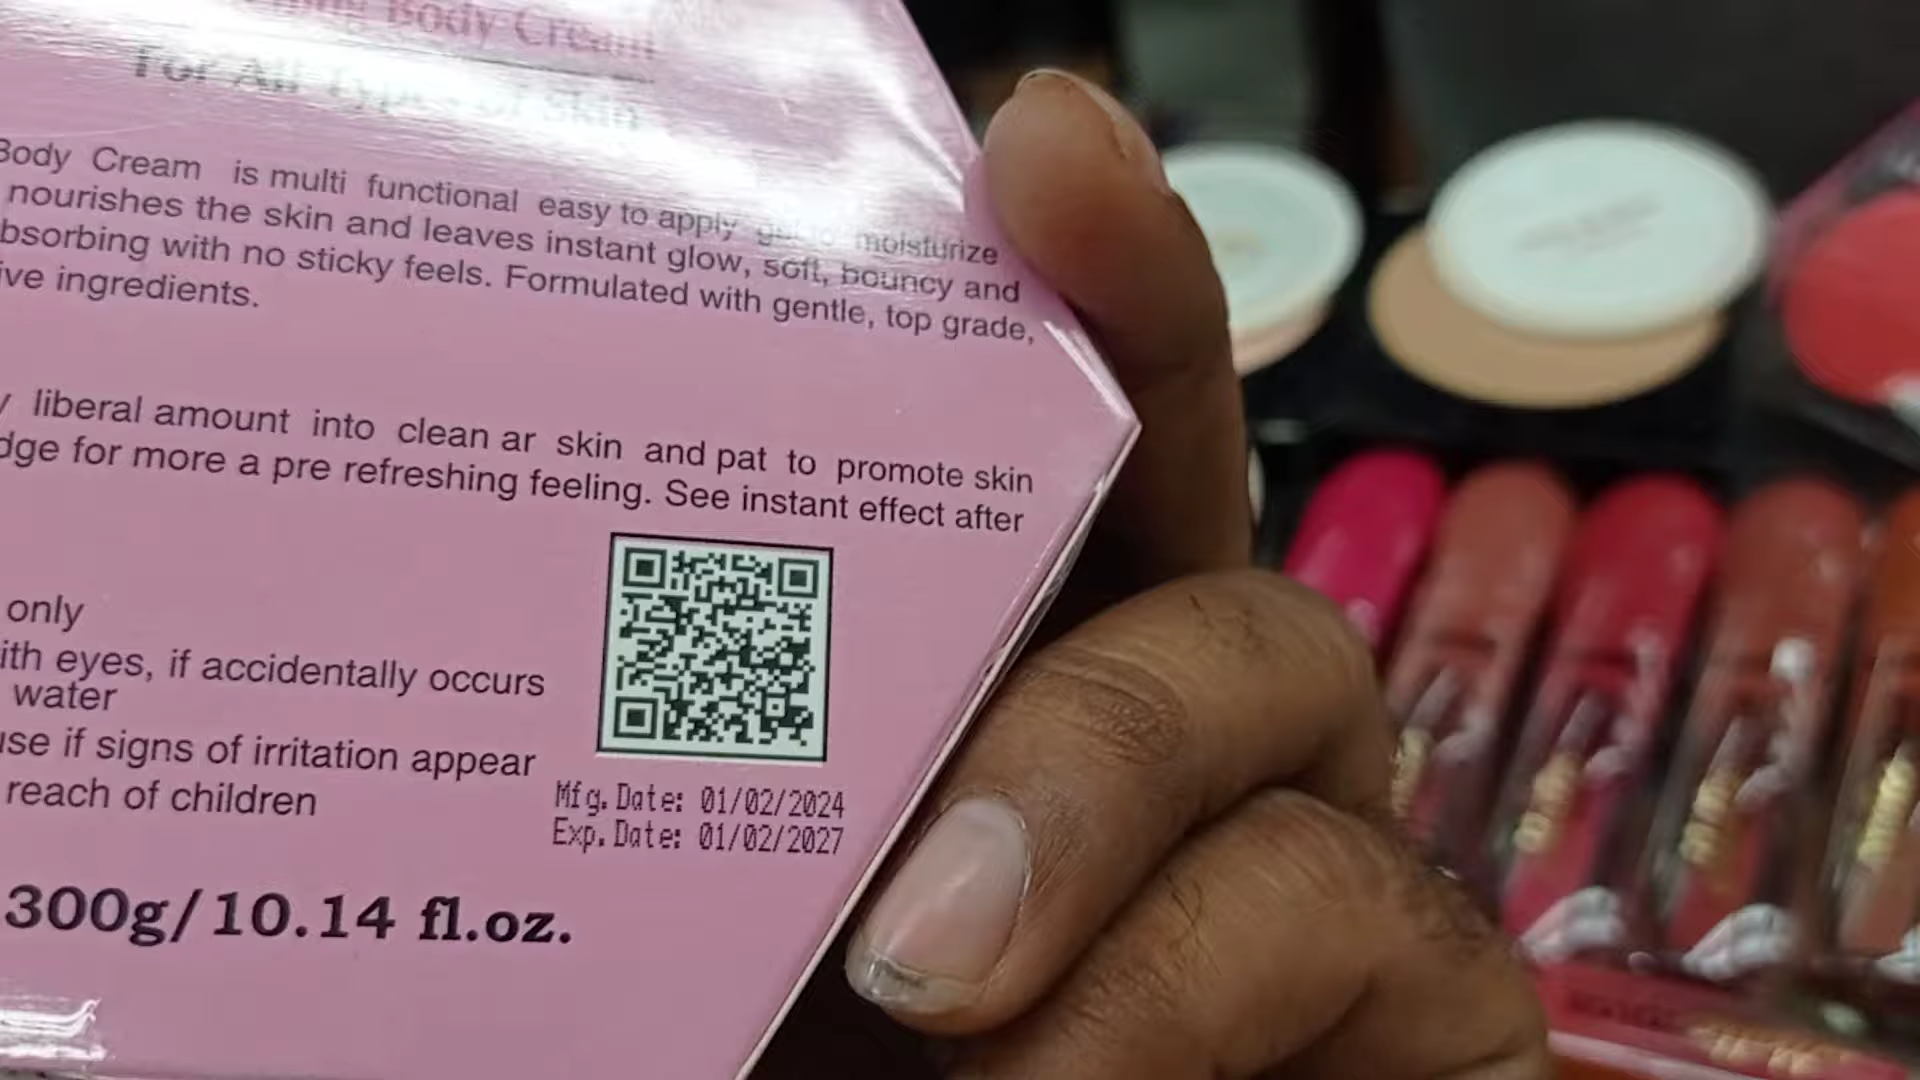 Body Cream
For All Types of Skin
Body Cream is multi functional easy to apply gel to moisturize
nourishes the skin and leaves instant glow, soft, bouncy and
bsorbing with no sticky feels. Formulated with gentle, top grade,
ive ingredients.
liberal amount into clean ar skin and pat to promote skin
dge for more a pre refreshing feeling. See instant effect after
only
ith eyes, if accidentally occurs
water
use if signs of irritation appear
reach of children
Mfg. Date: 01/02/2024
Exp. Date: 01/02/2027
300g/10.14 fl.oz.